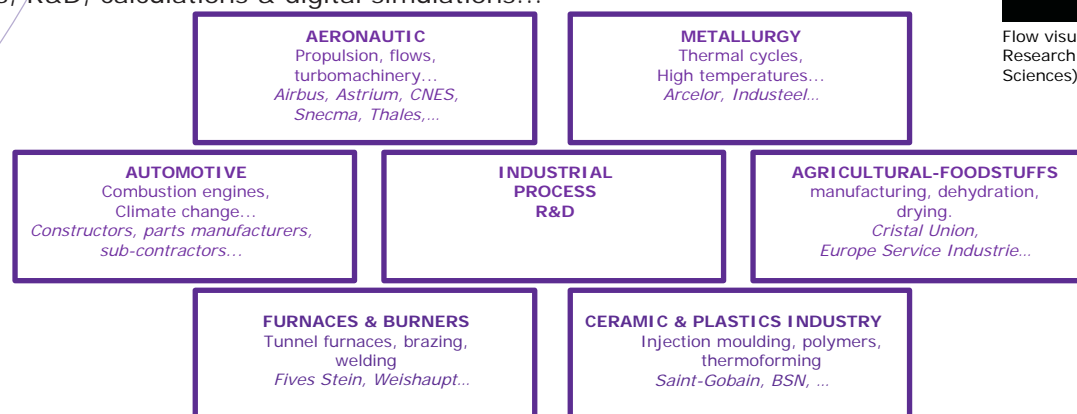 R&D, calculations & digital simulations...
Flow visu
Research
Sciences)
AERONAUTIC
Propulsion, flows,
turbomachinery...
Airbus, Astrium, CNES,
Snecma, Thales,...
METALLURGY
Thermal cycles,
High temperatures...
Arcelor, Industeel...
AUTOMOTIVE
Combustion engines,
Climate change...
Constructors, parts manufacturers,
sub-contractors...
INDUSTRIAL
PROCESS
R&D
AGRICULTURAL-FOODSTUFFS
manufacturing, dehydration,
drying.
Cristal Union,
Europe Service Industrie...
FURNACES & BURNERS
Tunnel furnaces, brazing,
welding
Fives Stein, Weishaupt...
CERAMIC & PLASTICS INDUSTRY
Injection moulding, polymers,
thermoforming
Saint-Gobain, BSN, ...